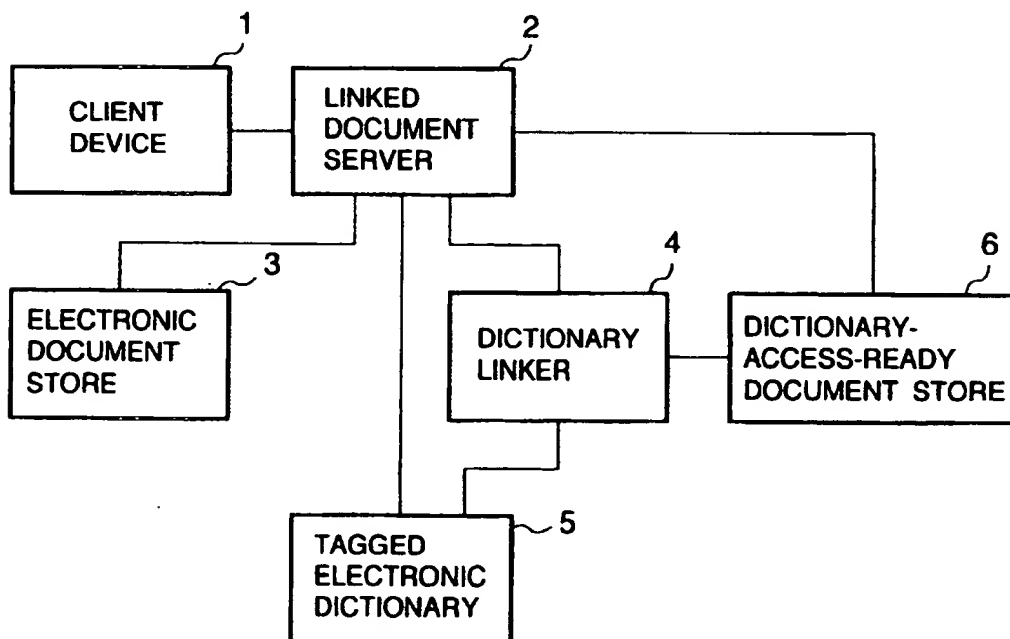 1
CLIENT
DEVICE
2
LINKED
DOCUMENT
SERVER
3
ELECTRONIC
DOCUMENT
STORE
4
DICTIONARY
LINKER
6
DICTIONARY-
ACCESS-READY
DOCUMENT STORE
5
TAGGED
ELECTRONIC
DICTIONARY